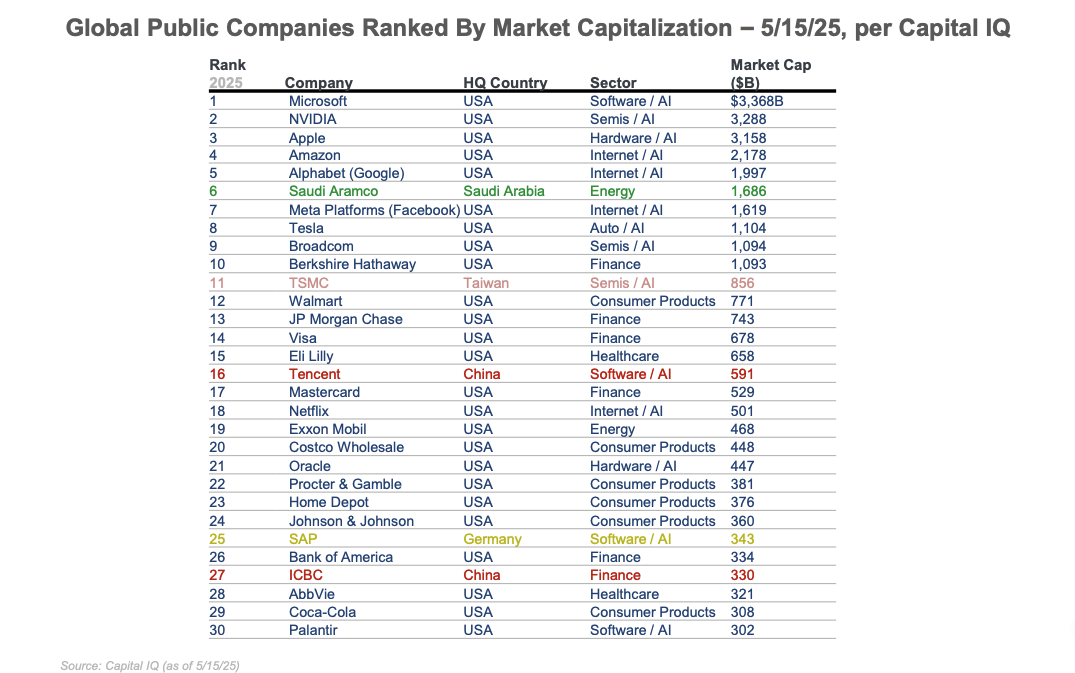 Global Public Companies Ranked By Market Capitalization – 5/15/25, per Capital IQ
Rank Market Cap
2025 Company HQ Country Sector ($B)
1 Microsoft USA Software / AI $3,368B
2 NVIDIA USA Semis / AI 3,288
3 Apple USA Hardware / AI 3,158
4 Amazon USA Internet / AI 2,178
5 Alphabet (Google) USA Internet / AI 1,997
6 Saudi Aramco Saudi Arabia Energy 1,686
7 Meta Platforms (Facebook) USA Internet / AI 1,619
8 Tesla USA Auto / AI 1,104
9 Broadcom USA Semis / AI 1,094
10 Berkshire Hathaway USA Finance 1,093
11 TSMC Taiwan Semis / AI 856
12 Walmart USA Consumer Products 771
13 JP Morgan Chase USA Finance 743
14 Visa USA Finance 678
15 Eli Lilly USA Healthcare 658
16 Tencent China Software / AI 591
17 Mastercard USA Finance 529
18 Netflix USA Internet / AI 501
19 Exxon Mobil USA Energy 468
20 Costco Wholesale USA Consumer Products 448
21 Oracle USA Hardware / AI 447
22 Procter & Gamble USA Consumer Products 381
23 Home Depot USA Consumer Products 376
24 Johnson & Johnson USA Consumer Products 360
25 SAP Germany Software / AI 343
26 Bank of America USA Finance 334
27 ICBC China Finance 330
28 AbbVie USA Healthcare 321
29 Coca-Cola USA Consumer Products 308
30 Palantir USA Software / AI 302
Source: Capital IQ (as of 5/15/25)